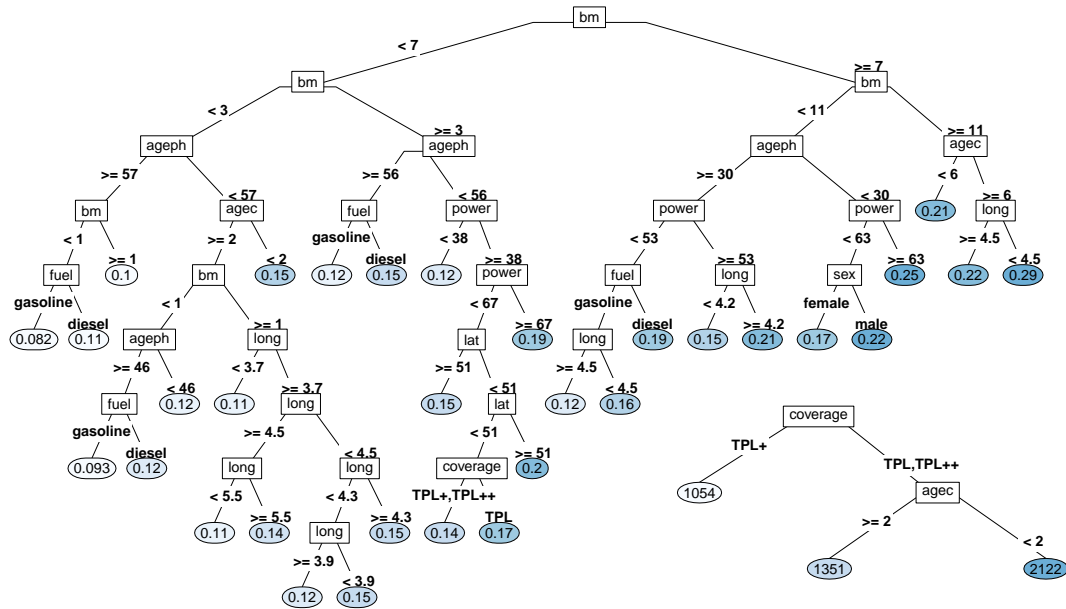 bm
< 7
>= 7
bm
bm
< 3
>= 3
< 11
>= 11
ageph
ageph
ageph
agec
>= 57
< 57
>= 56
< 56
>= 30
< 30
< 6
>= 6
bm
agec
fuel
power
power
power
0.21
long
< 1
>= 1
>= 2
< 2
gasoline
diesel
< 38
>= 38
< 53
>= 53
< 63
>= 63
>= 4.5
< 4.5
fuel
0.1
bm
0.15
0.12
0.15
0.12
power
fuel
long
sex
0.25
0.22
0.29
gasoline
diesel
< 1
>= 1
< 67
>= 67
gasoline
diesel
< 4.2
>= 4.2
female
male
0.082
0.11
ageph
long
lat
0.19
long
0.19
0.15
0.21
0.17
0.22
>= 46
< 46
< 3.7
>= 3.7
>= 51
< 51
>= 4.5
< 4.5
fuel
0.12
0.11
long
0.15
lat
0.12
0.16
coverage
gasoline
diesel
>= 4.5
< 4.5
< 51
>= 51
TPL+
TPL,TPL++
0.093
0.12
long
long
coverage
0.2
1054
agec
< 5.5
>= 5.5
< 4.3
>= 4.3
TPL+,TPL++
TPL
>= 2
< 2
0.11
0.14
long
0.15
0.14
0.17
1351
2122
>= 3.9
< 3.9
0.12
0.15